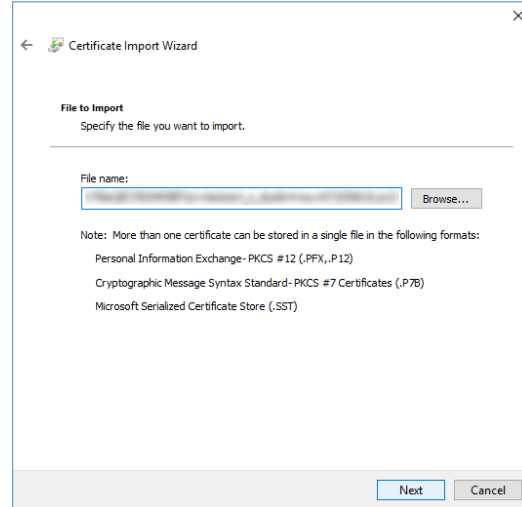 Certificate Import Wizard
File to Import
Specify the file you want to import.
File name:
Browse...
Note: More than one certificate can be stored in a single file in the following formats:
Personal Information Exchange- PKCS #12 (.PFX,.P12)
Cryptographic Message Syntax Standard- PKCS #7 Certificates (.P7B)
Microsoft Serialized Certificate Store (.SST)
Next Cancel